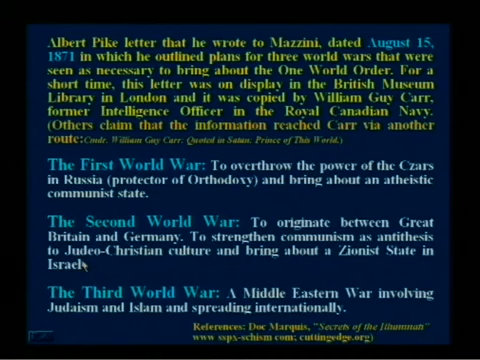 Albert Pike letter that he wrote to Mazzini, dated August 15,
1871 in which he outlined plans for three world wars that were
seen as necessary to bring about the One World Order. For a
short time, this letter was on display in the British Museum
Library in London and it was copied by William Guy Carr,
former Intelligence Officer in the Royal Canadian Navy.
(Others claim that the information reached Carr via another
route:Cmdr. William Guy Carr. Quoted in Satan. Prince of This World.)
The First World War: To overthrow the power of the Czars
in Russia (protector of Orthodoxy) and bring about an atheistic
communist state.
The Second World War: To originate between Great
Britain and Germany. To strengthen communism as antithesis
to Judeo-Christian culture and bring about a Zionist State in
Israel.
The Third World War: A Middle Eastern War involving
Judaism and Islam and spreading internationally.
References: Doc Marquis, "Secrets of the Illuminati"
www sspx-schism com; cuttingedge.org)